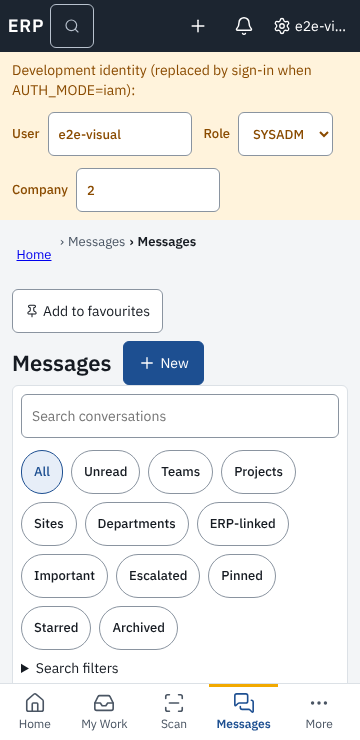 ERP e2e-vi...
Development identity (replaced by sign-in when
AUTH_MODE=iam):
User e2e-visual Role SYSADM
Company 2
Home › Messages › Messages
Add to favourites
Messages + New
Search conversations
All Unread Teams Projects
Sites Departments ERP-linked
Important Escalated Pinned
Starred Archived
▶ Search filters
Home My Work Scan Messages More